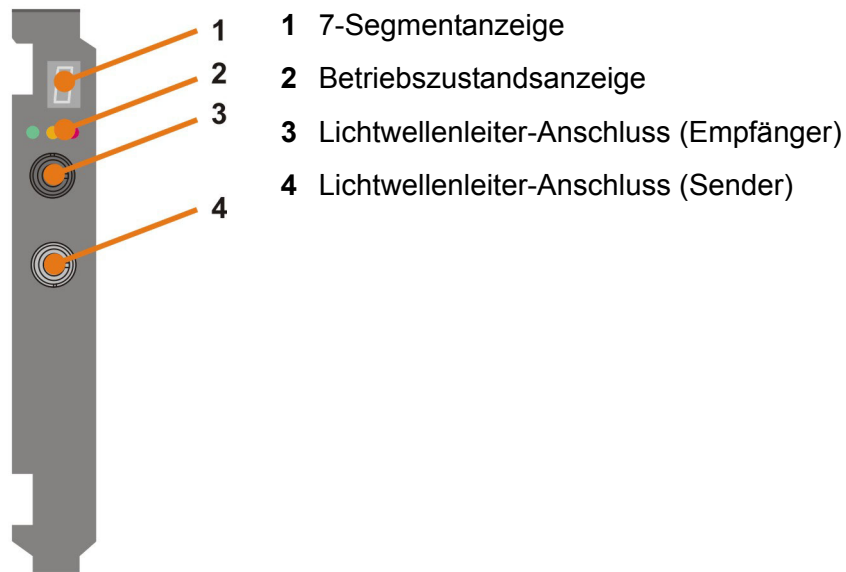 1
2
3
4
1 7-Segmentanzeige
2 Betriebszustandsanzeige
3 Lichtwellenleiter-Anschluss (Empfänger)
4 Lichtwellenleiter-Anschluss (Sender)